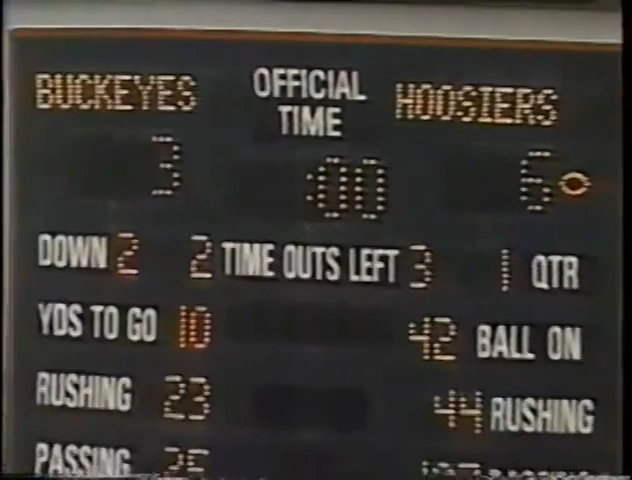 BUCKEYES OFFICIAL TIME HOOSIERS
3 :00 6
DOWN 2 2 TIME OUTS LEFT 3 1 QTR
YDS TO GO 10 42 BALL ON
RUSHING 23 44 RUSHING
PASSING